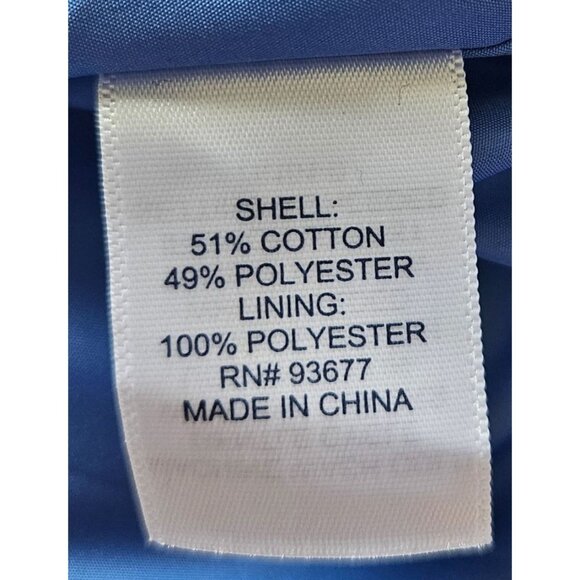 SHELL:
51% COTTON
49% POLYESTER
LINING:
100% POLYESTER
RN# 93677
MADE IN CHINA